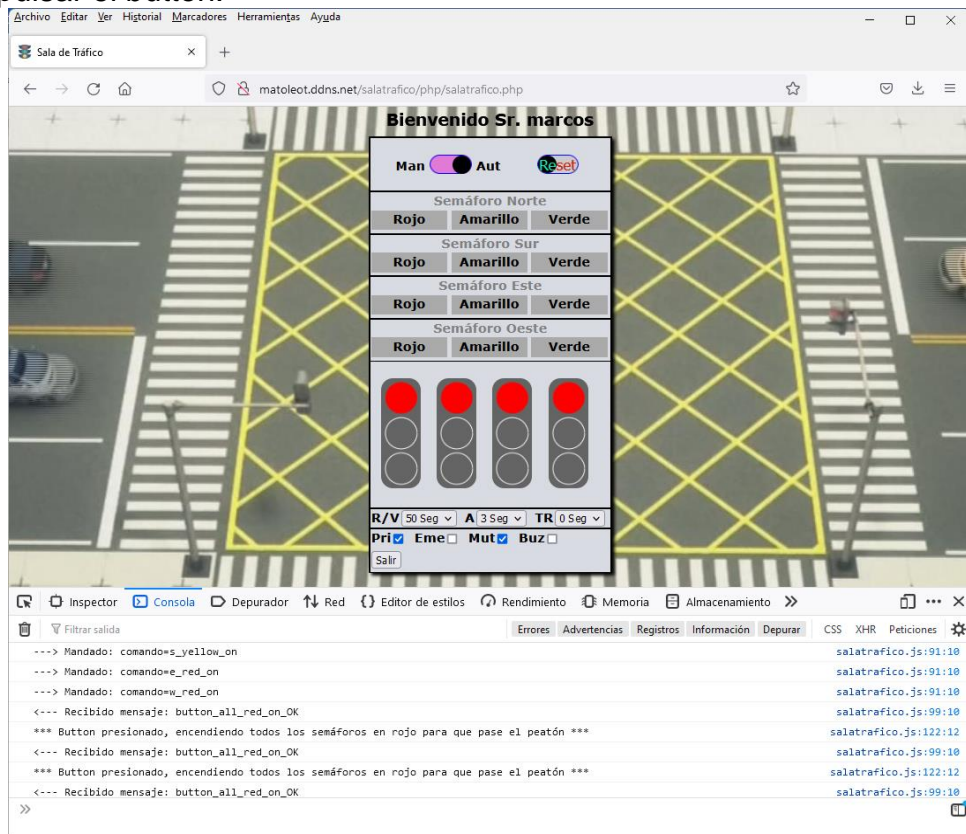 pulsar el button.
Archivo Editar Ver Historial Marcadores Herramientas Ayuda
Sala de Tráfico
matoleot.ddns.net/salatrafico/php/salatrafico.php
Bienvenido Sr. marcos
Man Aut Reset
Semáforo Norte
Rojo Amarillo Verde
Semáforo Sur
Rojo Amarillo Verde
Semáforo Este
Rojo Amarillo Verde
Semáforo Oeste
Rojo Amarillo Verde
R/V 50 Seg A 3 Seg TR 0 Seg
Pri Eme Mut Buz
Salir
Inspector Consola Depurador Red Editor de estilos Rendimiento Memoria Almacenamiento
Filtrar salida Errores Advertencias Registros Información Depurar CSS XHR Peticiones
---> Mandado: comando=s_yellow_on salatrafico.js:91:10
---> Mandado: comando=e_red_on salatrafico.js:91:10
---> Mandado: comando=w_red_on salatrafico.js:91:10
<--- Recibido mensaje: button_all_red_on_OK salatrafico.js:99:10
*** Button presionado, encendiendo todos los semáforos en rojo para que pase el peatón *** salatrafico.js:122:12
<--- Recibido mensaje: button_all_red_on_OK salatrafico.js:99:10
*** Button presionado, encendiendo todos los semáforos en rojo para que pase el peatón *** salatrafico.js:122:12
<--- Recibido mensaje: button_all_red_on_OK salatrafico.js:99:10